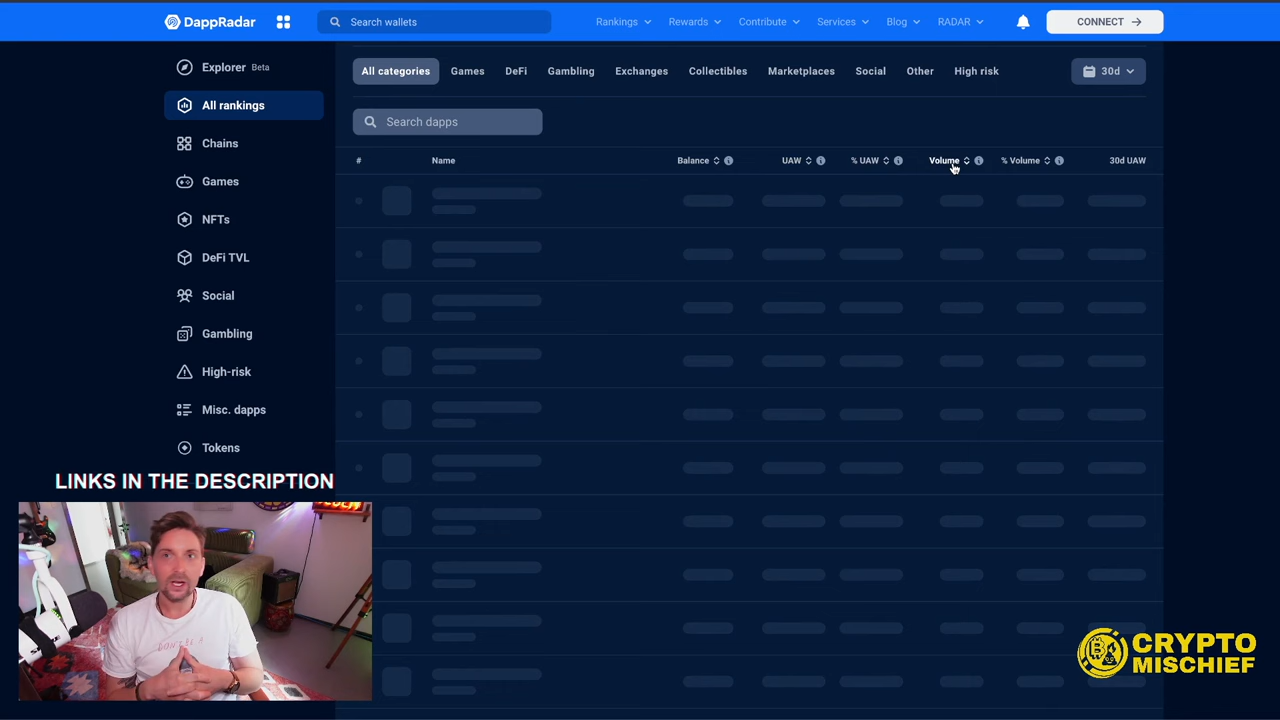 DappRadar
Search wallets
Rankings
Rewards
Contribute
Services
Blog
RADAR
CONNECT
Explorer Beta
All rankings
Chains
Games
NFTs
DeFi TVL
Social
Gambling
High-risk
Misc. dapps
Tokens
All categories
Games
DeFi
Gambling
Exchanges
Collectibles
Marketplaces
Social
Other
High risk
30d
Search dapps
# Name Balance UAW % UAW Volume % Volume 30d UAW
LINKS IN THE DESCRIPTION
CRYPTO
MISCHIEF